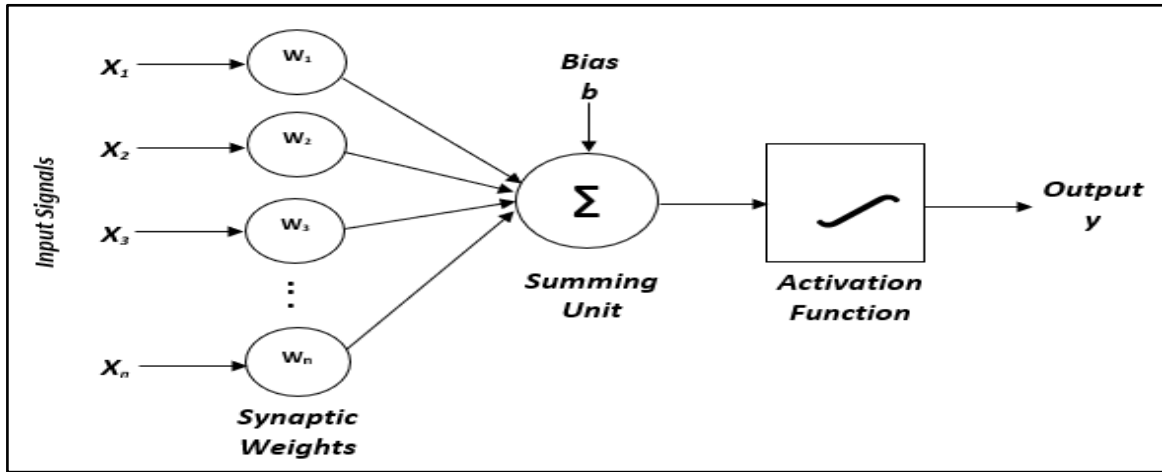 Input Signals
X₁
W₁
X₂
W₂
X₃
W₃
...
Xₙ
Wₙ
Synaptic
Weights
Bias
b
Σ
Summing
Unit
Activation
Function
Output
y